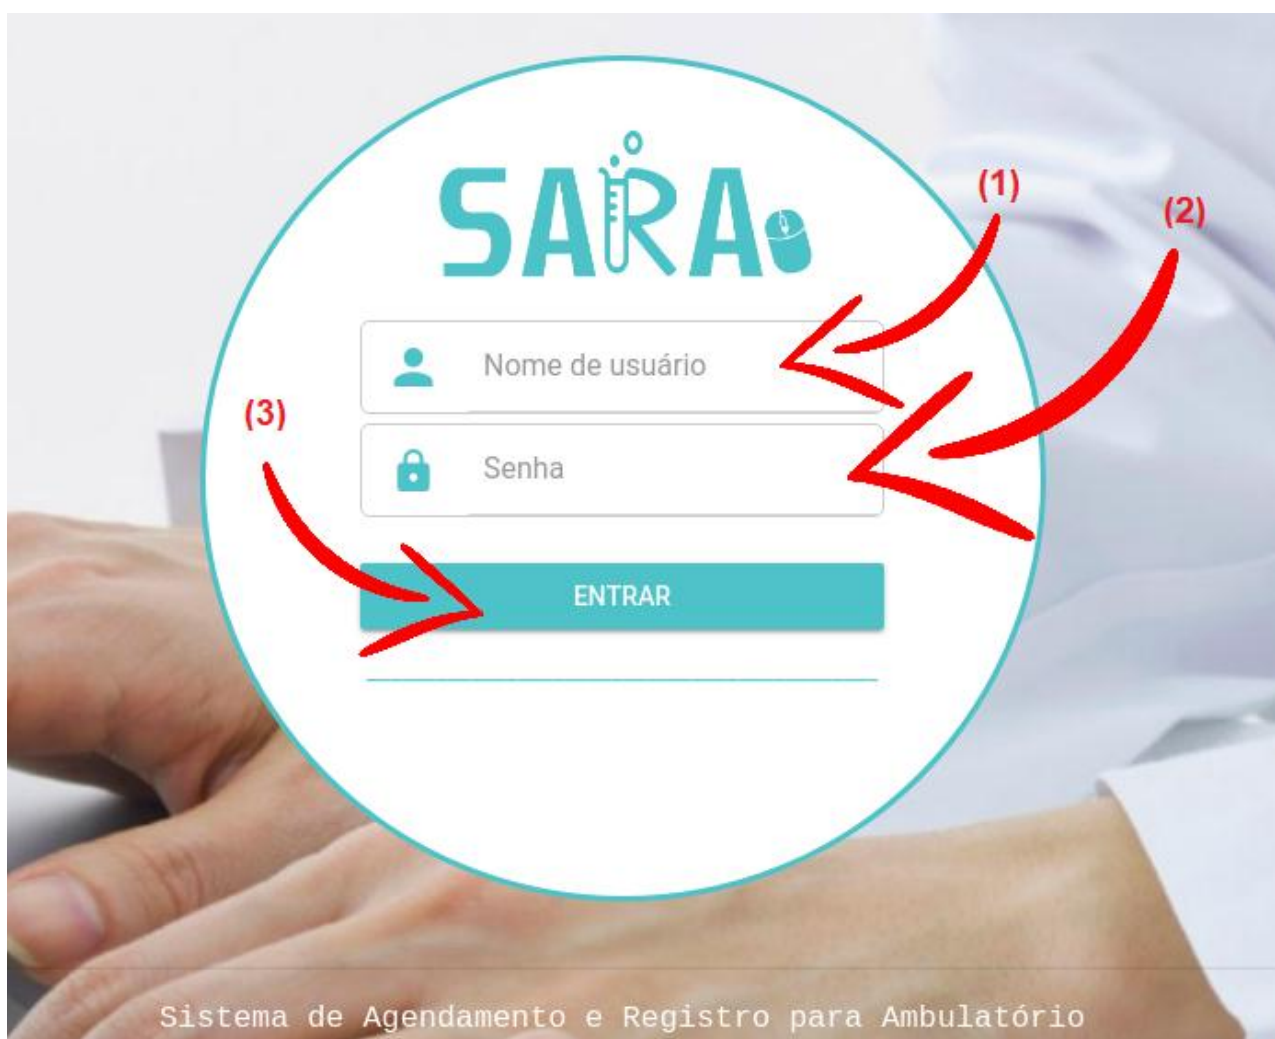 SARA
(1)
(2)
Nome de usuário
(3)
Senha
ENTRAR
Sistema de Agendamento e Registro para Ambulatório